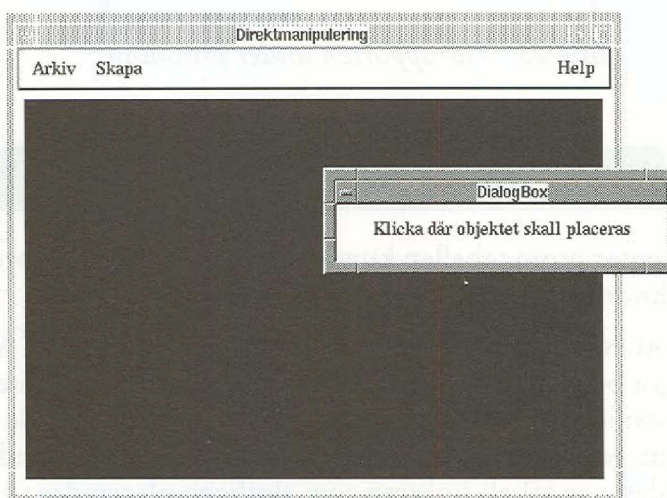 Direktmanipulering
Arkiv Skapa Help
DialogBox
Klicka där objektet skall placeras